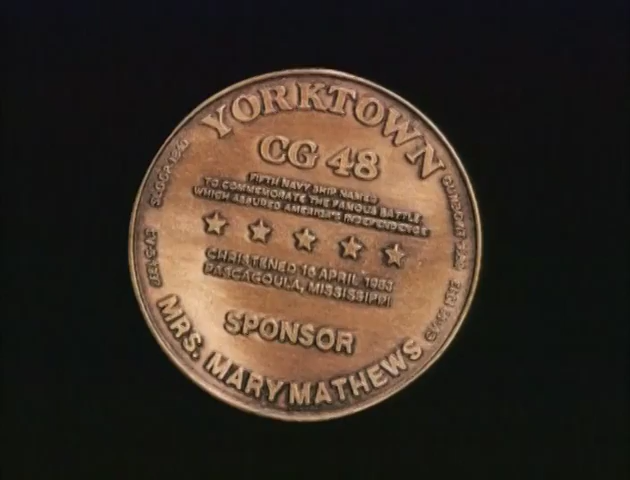 YORKTOWN
CG 48
FIFTH NAVY SHIP NAMED
TO COMMEMORATE THE FAMOUS BATTLE
WHICH ASSURED AMERICA'S INDEPENDENCE
CHRISTENED 16 APRIL 1983
PASCAGOULA, MISSISSIPPI
SPONSOR
MRS. MARY MATHEWS